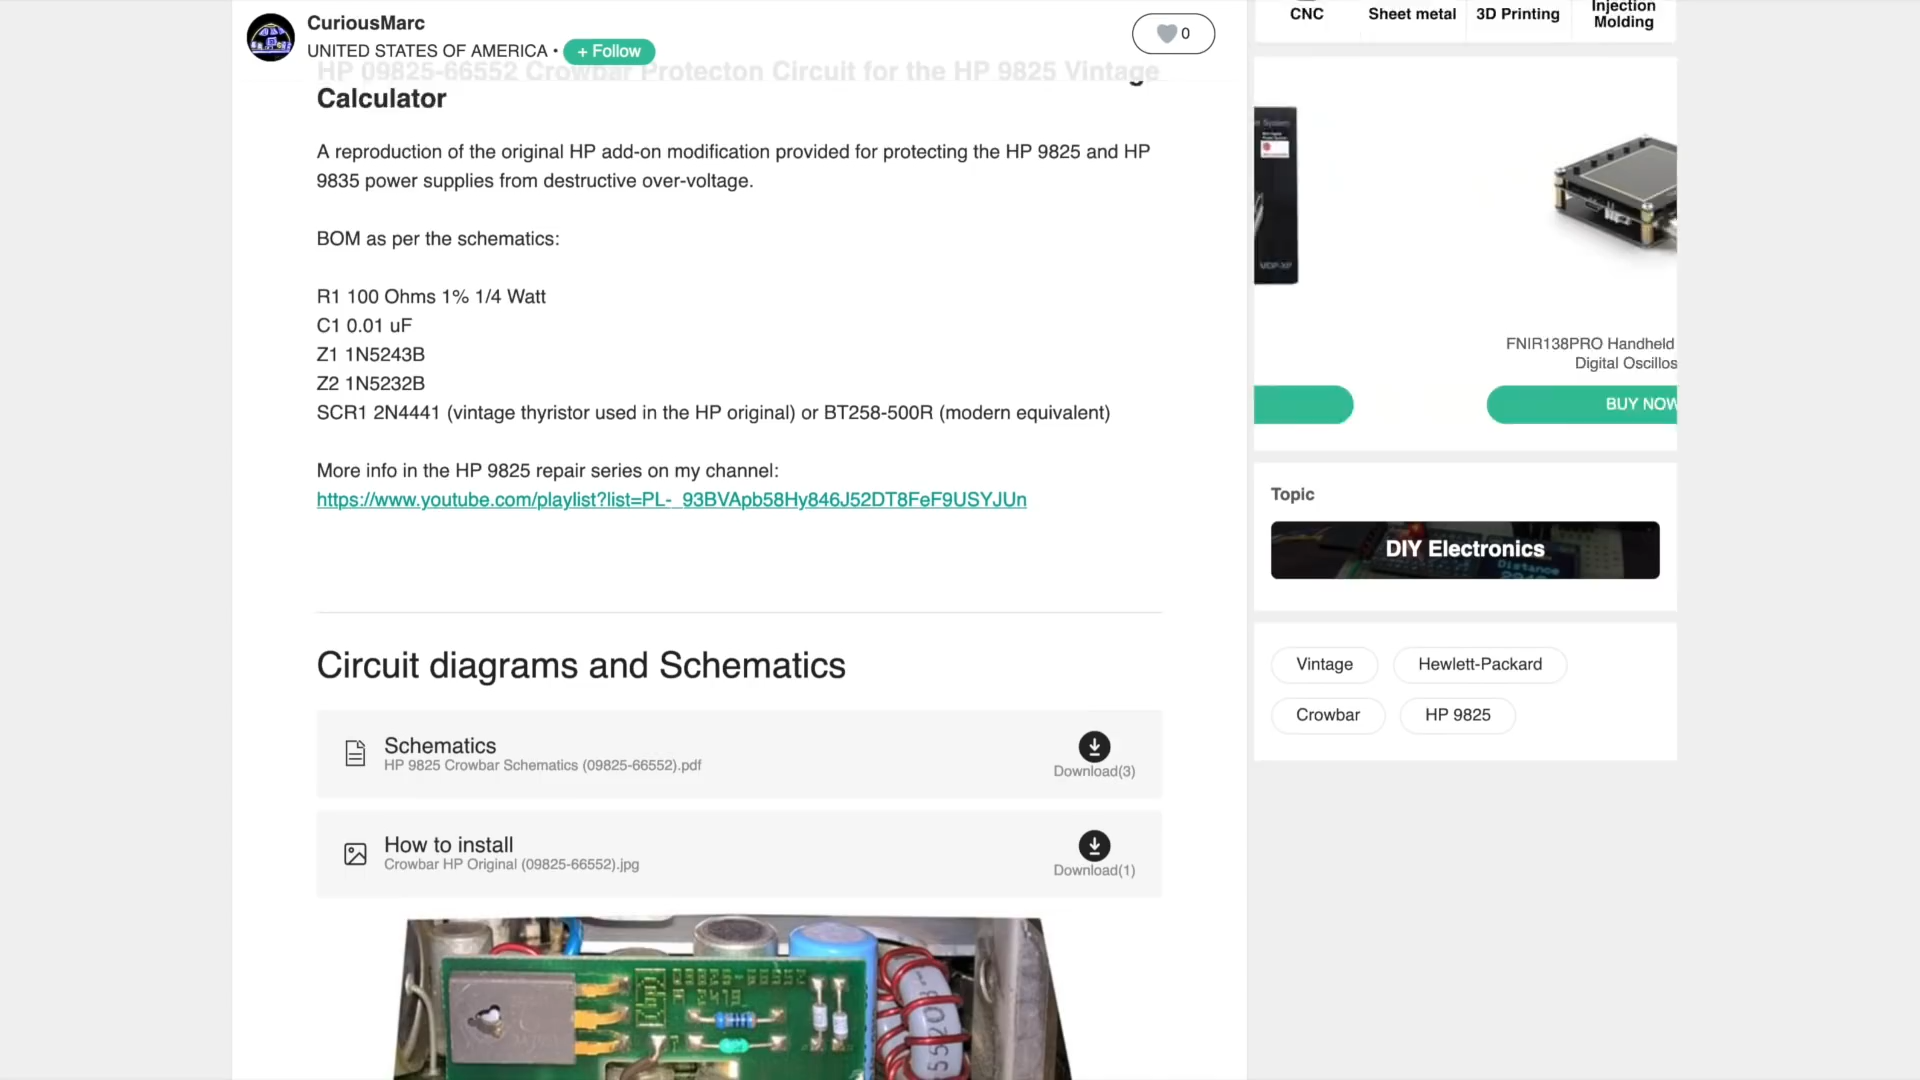 CuriousMarc
UNITED STATES OF AMERICA • + Follow
0
HP 09825-66552 Crowbar Protecton Circuit for the HP 9825 Vintage
Calculator
A reproduction of the original HP add-on modification provided for protecting the HP 9825 and HP
9835 power supplies from destructive over-voltage.
BOM as per the schematics:
R1 100 Ohms 1% 1/4 Watt
C1 0.01 uF
Z1 1N5243B
Z2 1N5232B
SCR1 2N4441 (vintage thyristor used in the HP original) or BT258-500R (modern equivalent)
More info in the HP 9825 repair series on my channel:
https://www.youtube.com/playlist?list=PL-_93BVApb58Hy846J52DT8FeF9USYJUn
Circuit diagrams and Schematics
Schematics
HP 9825 Crowbar Schematics (09825-66552).pdf
Download(3)
How to install
Crowbar HP Original (09825-66552).jpg
Download(1)
CNC
Sheet metal
3D Printing
Injection
Molding
FNIR138PRO Handheld
Digital Oscillos
BUY NOW
Topic
DIY Electronics
Distance
Vintage
Hewlett-Packard
Crowbar
HP 9825